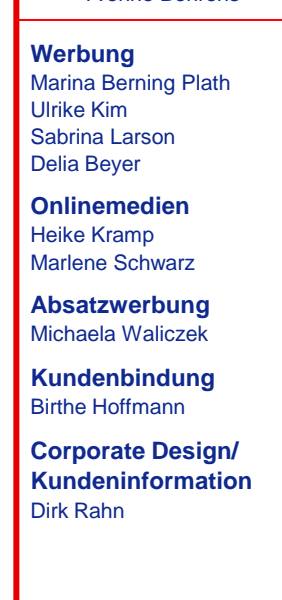 Werbung
Marina Berning Plath
Ulrike Kim
Sabrina Larson
Delia Beyer
Onlinemedien
Heike Kramp
Marlene Schwarz
Absatzwerbung
Michaela Waliczek
Kundenbindung
Birthe Hoffmann
Corporate Design/
Kundeninformation
Dirk Rahn